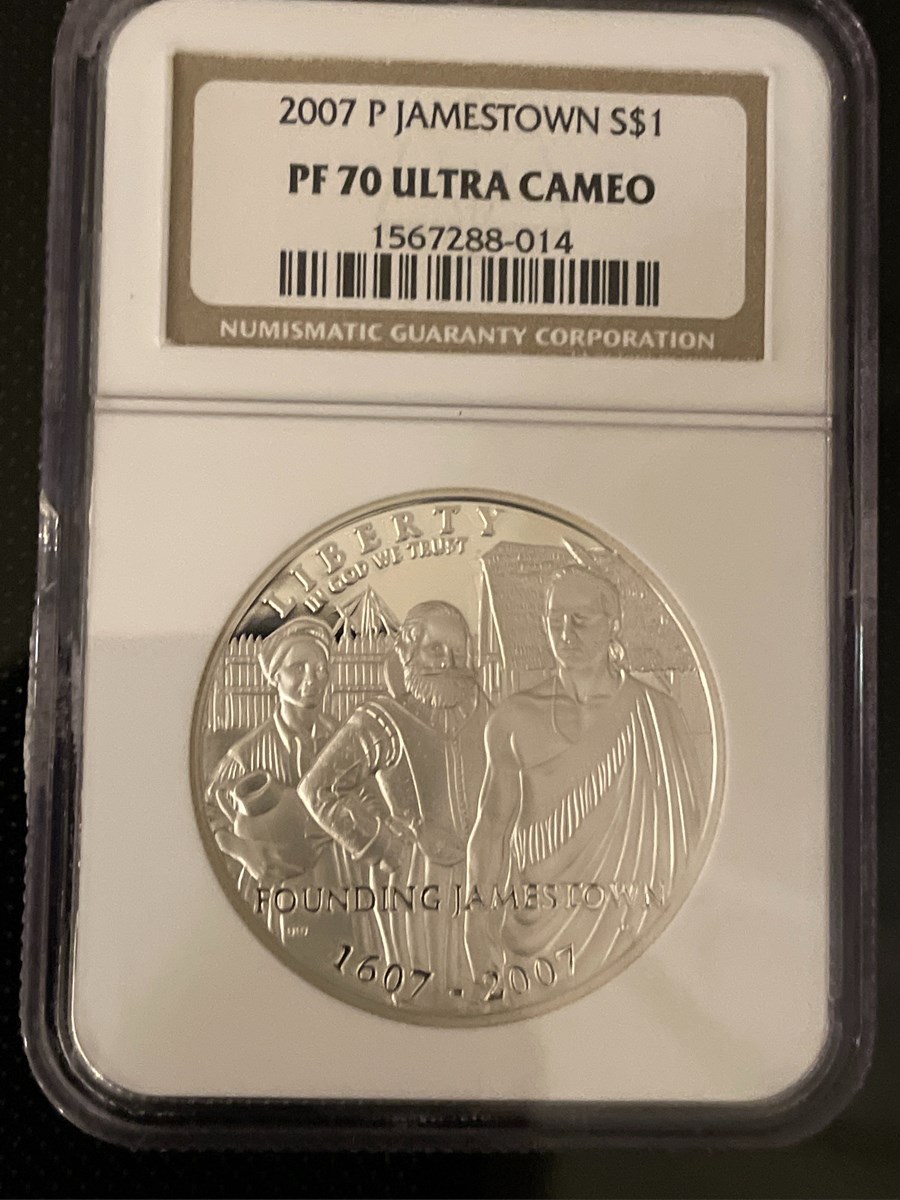 2007 P JAMESTOWN S$1
PF 70 ULTRA CAMEO
1567288-014
NUMISMATIC GUARANTY CORPORATION
LIBERTY
IN GOD WE TRUST
FOUNDING JAMESTOWN
1607 - 2007